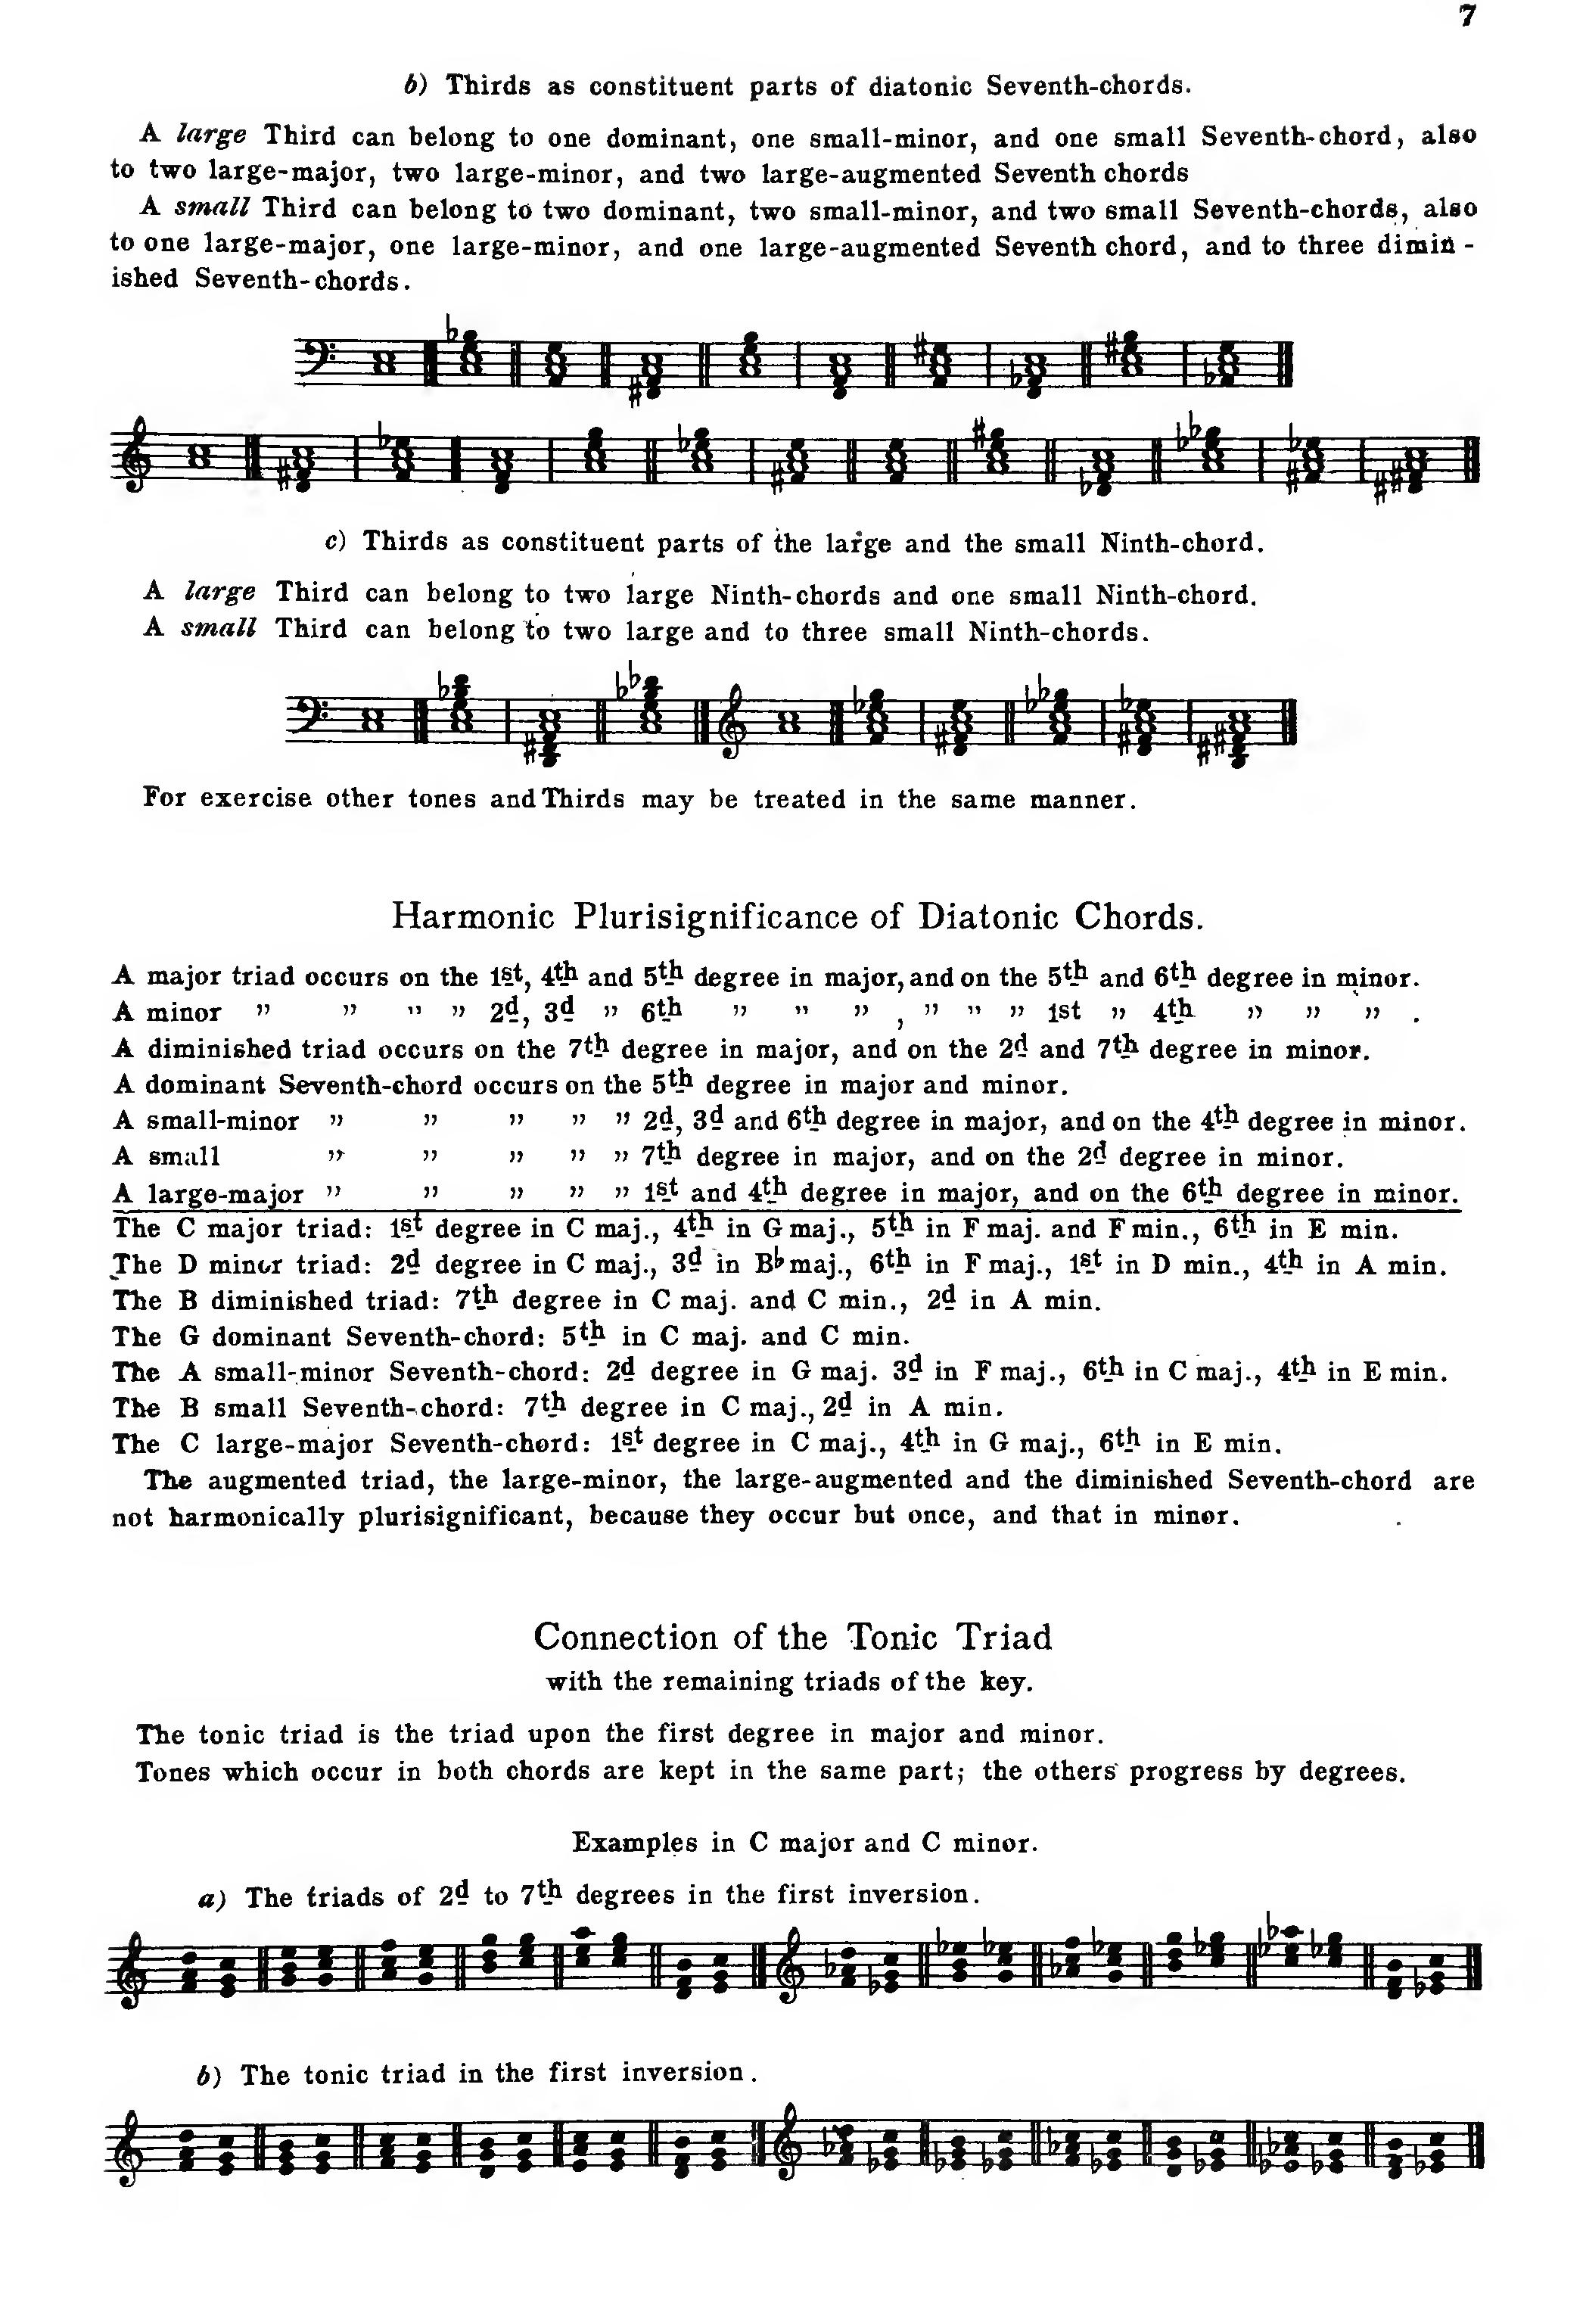 7
b) Thirds as constituent parts of diatonic Seventh-chords.
A large Third can belong to one dominant, one small-minor, and one small Seventh-chord, also
to two large-major, two large-minor, and two large-augmented Seventh chords
A small Third can belong to two dominant, two small-minor, and two small Seventh-chords, also
to one large-major, one large-minor, and one large-augmented Seventh chord, and to three dimin-
ished Seventh-chords.
c) Thirds as constituent parts of the large and the small Ninth-chord.
A large Third can belong to two large Ninth-chords and one small Ninth-chord.
A small Third can belong to two large and to three small Ninth-chords.
For exercise other tones and Thirds may be treated in the same manner.
Harmonic Plurisignificance of Diatonic Chords.
A major triad occurs on the 1st, 4th and 5th degree in major, and on the 5th and 6th degree in minor.
A minor " " " " 2d, 3d " 6th " " " , " " " 1st " 4th " " " .
A diminished triad occurs on the 7th degree in major, and on the 2d and 7th degree in minor.
A dominant Seventh-chord occurs on the 5th degree in major and minor.
A small-minor " " " " " 2d, 3d and 6th degree in major, and on the 4th degree in minor.
A small " " " " " 7th degree in major, and on the 2d degree in minor.
A large-major " " " " " 1st and 4th degree in major, and on the 6th degree in minor.
The C major triad: 1st degree in C maj., 4th in G maj., 5th in F maj. and F min., 6th in E min.
The D minor triad: 2d degree in C maj., 3d in B♭ maj., 6th in F maj., 1st in D min., 4th in A min.
The B diminished triad: 7th degree in C maj. and C min., 2d in A min.
The G dominant Seventh-chord: 5th in C maj. and C min.
The A small-minor Seventh-chord: 2d degree in G maj. 3d in F maj., 6th in C maj., 4th in E min.
The B small Seventh-chord: 7th degree in C maj., 2d in A min.
The C large-major Seventh-chord: 1st degree in C maj., 4th in G maj., 6th in E min.
The augmented triad, the large-minor, the large-augmented and the diminished Seventh-chord are
not harmonically plurisignificant, because they occur but once, and that in minor.
Connection of the Tonic Triad
with the remaining triads of the key.
The tonic triad is the triad upon the first degree in major and minor.
Tones which occur in both chords are kept in the same part; the others progress by degrees.
Examples in C major and C minor.
a) The triads of 2d to 7th degrees in the first inversion.
b) The tonic triad in the first inversion.